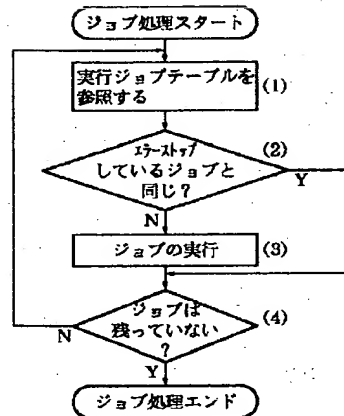 ジョブ処理スタート
実行ジョブテーブルを
参照する
(1)
エラーストップ
しているジョブと
同じ?
(2)
Y
N
ジョブの実行
(3)
ジョブは
残っていない
?
(4)
N
Y
ジョブ処理エンド